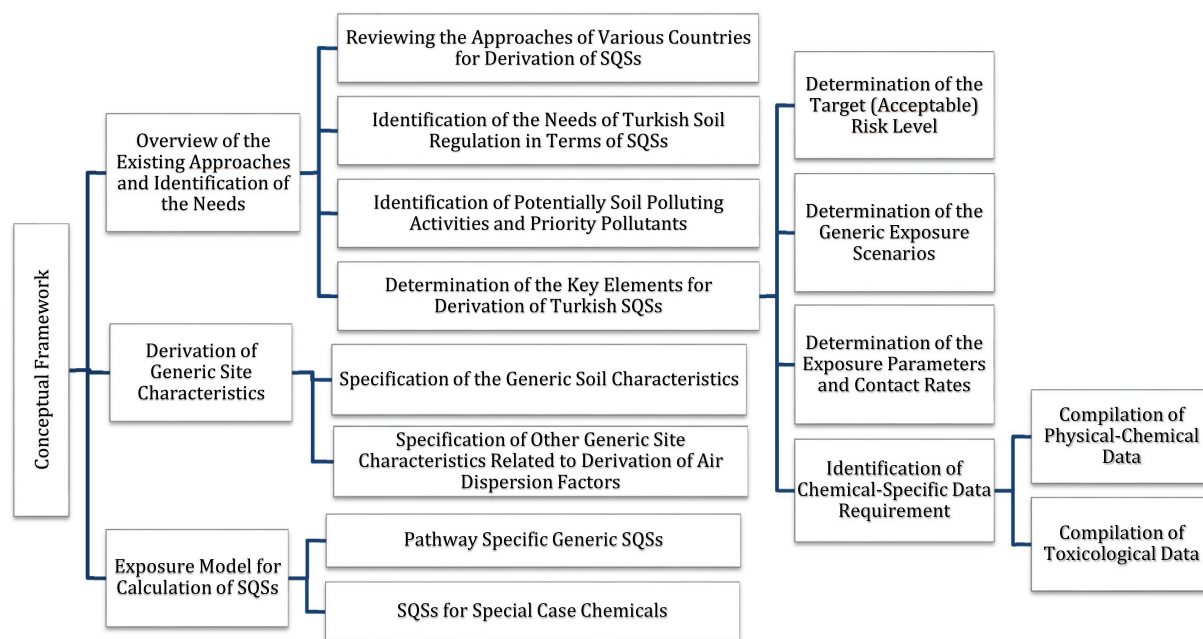 Conceptual Framework
Overview of the
Existing Approaches
and Identification of
the Needs
Reviewing the Approaches of Various Countries
for Derivation of SQSs
Identification of the Needs of Turkish Soil
Regulation in Terms of SQSs
Identification of Potentially Soil Polluting
Activities and Priority Pollutants
Determination of the Key Elements for
Derivation of Turkish SQSs
Determination of the
Target (Acceptable)
Risk Level
Determination of the
Generic Exposure
Scenarios
Determination of the
Exposure Parameters
and Contact Rates
Identification of
Chemical-Specific Data
Requirement
Compilation of
Physical-Chemical
Data
Compilation of
Toxicological Data
Derivation of
Generic Site
Characteristics
Specification of the Generic Soil Characteristics
Specification of Other Generic Site
Characteristics Related to Derivation of Air
Dispersion Factors
Exposure Model for
Calculation of SQSs
Pathway Specific Generic SQSs
SQSs for Special Case Chemicals